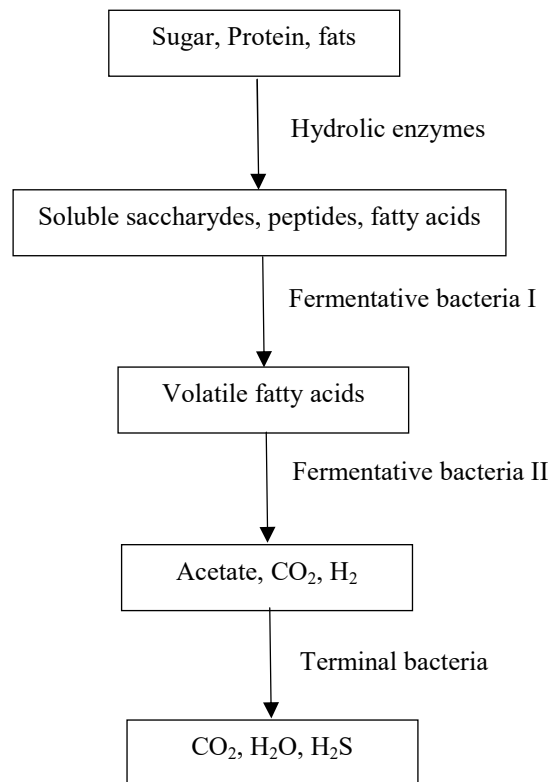 Sugar, Protein, fats
Hydrolic enzymes
Soluble saccharydes, peptides, fatty acids
Fermentative bacteria I
Volatile fatty acids
Fermentative bacteria II
Acetate, CO₂, H₂
Terminal bacteria
CO₂, H₂O, H₂S